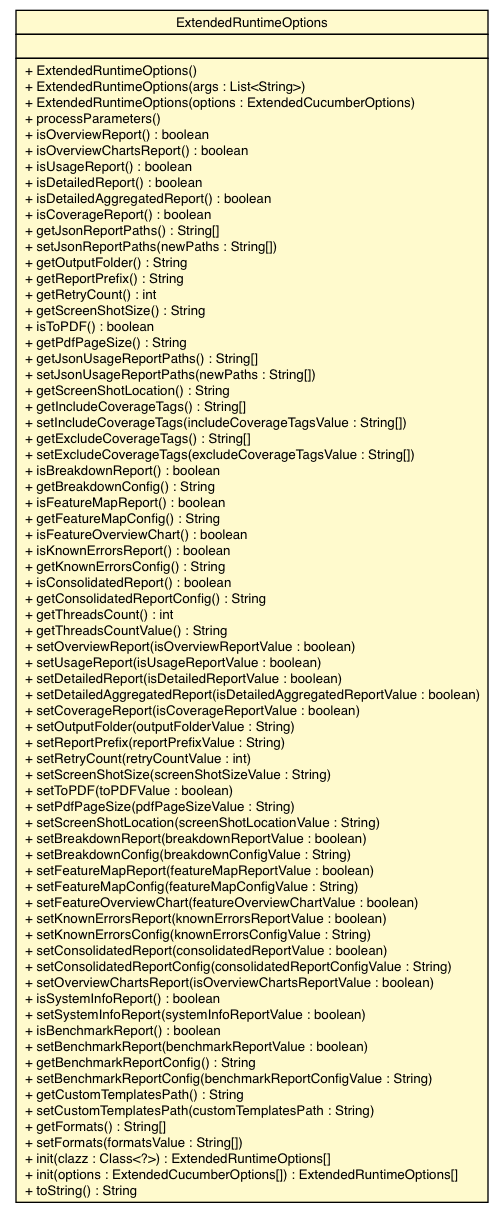 ExtendedRuntimeOptions
+ ExtendedRuntimeOptions()
+ ExtendedRuntimeOptions(args : List<String>)
+ ExtendedRuntimeOptions(options : ExtendedCucumberOptions)
+ processParameters()
+ isOverviewReport() : boolean
+ isOverviewChartsReport() : boolean
+ isUsageReport() : boolean
+ isDetailedReport() : boolean
+ isDetailedAggregatedReport() : boolean
+ isCoverageReport() : boolean
+ getJsonReportPaths() : String[]
+ setJsonReportPaths(newPaths : String[])
+ getOutputFolder() : String
+ getReportPrefix() : String
+ getRetryCount() : int
+ getScreenShotSize() : String
+ isToPDF() : boolean
+ getPdfPageSize() : String
+ getJsonUsageReportPaths() : String[]
+ setJsonUsageReportPaths(newPaths : String[])
+ getScreenShotLocation() : String
+ getIncludeCoverageTags() : String[]
+ setIncludeCoverageTags(includeCoverageTagsValue : String[])
+ getExcludeCoverageTags() : String[]
+ setExcludeCoverageTags(excludeCoverageTagsValue : String[])
+ isBreakdownReport() : boolean
+ getBreakdownConfig() : String
+ isFeatureMapReport() : boolean
+ getFeatureMapConfig() : String
+ isFeatureOverviewChart() : boolean
+ isKnownErrorsReport() : boolean
+ getKnownErrorsConfig() : String
+ isConsolidatedReport() : boolean
+ getConsolidatedReportConfig() : String
+ getThreadsCount() : int
+ getThreadsCountValue() : String
+ setOverviewReport(isOverviewReportValue : boolean)
+ setUsageReport(isUsageReportValue : boolean)
+ setDetailedReport(isDetailedReportValue : boolean)
+ setDetailedAggregatedReport(isDetailedAggregatedReportValue : boolean)
+ setCoverageReport(isCoverageReportValue : boolean)
+ setOutputFolder(outputFolderValue : String)
+ setReportPrefix(reportPrefixValue : String)
+ setRetryCount(retryCountValue : int)
+ setScreenShotSize(screenShotSizeValue : String)
+ setToPDF(toPDFValue : boolean)
+ setPdfPageSize(pdfPageSizeValue : String)
+ setScreenShotLocation(screenShotLocationValue : String)
+ setBreakdownReport(breakdownReportValue : boolean)
+ setBreakdownConfig(breakdownConfigValue : String)
+ setFeatureMapReport(featureMapReportValue : boolean)
+ setFeatureMapConfig(featureMapConfigValue : String)
+ setFeatureOverviewChart(featureOverviewChartValue : boolean)
+ setKnownErrorsReport(knownErrorsReportValue : boolean)
+ setKnownErrorsConfig(knownErrorsConfigValue : String)
+ setConsolidatedReport(consolidatedReportValue : boolean)
+ setConsolidatedReportConfig(consolidatedReportConfigValue : String)
+ setOverviewChartsReport(isOverviewChartsReportValue : boolean)
+ isSystemInfoReport() : boolean
+ setSystemInfoReport(systemInfoReportValue : boolean)
+ isBenchmarkReport() : boolean
+ setBenchmarkReport(benchmarkReportValue : boolean)
+ getBenchmarkReportConfig() : String
+ setBenchmarkReportConfig(benchmarkReportConfigValue : String)
+ getCustomTemplatesPath() : String
+ setCustomTemplatesPath(customTemplatesPath : String)
+ getFormats() : String[]
+ setFormats(formatsValue : String[])
+ init(clazz : Class<?>) : ExtendedRuntimeOptions[]
+ init(options : ExtendedCucumberOptions[]) : ExtendedRuntimeOptions[]
+ toString() : String